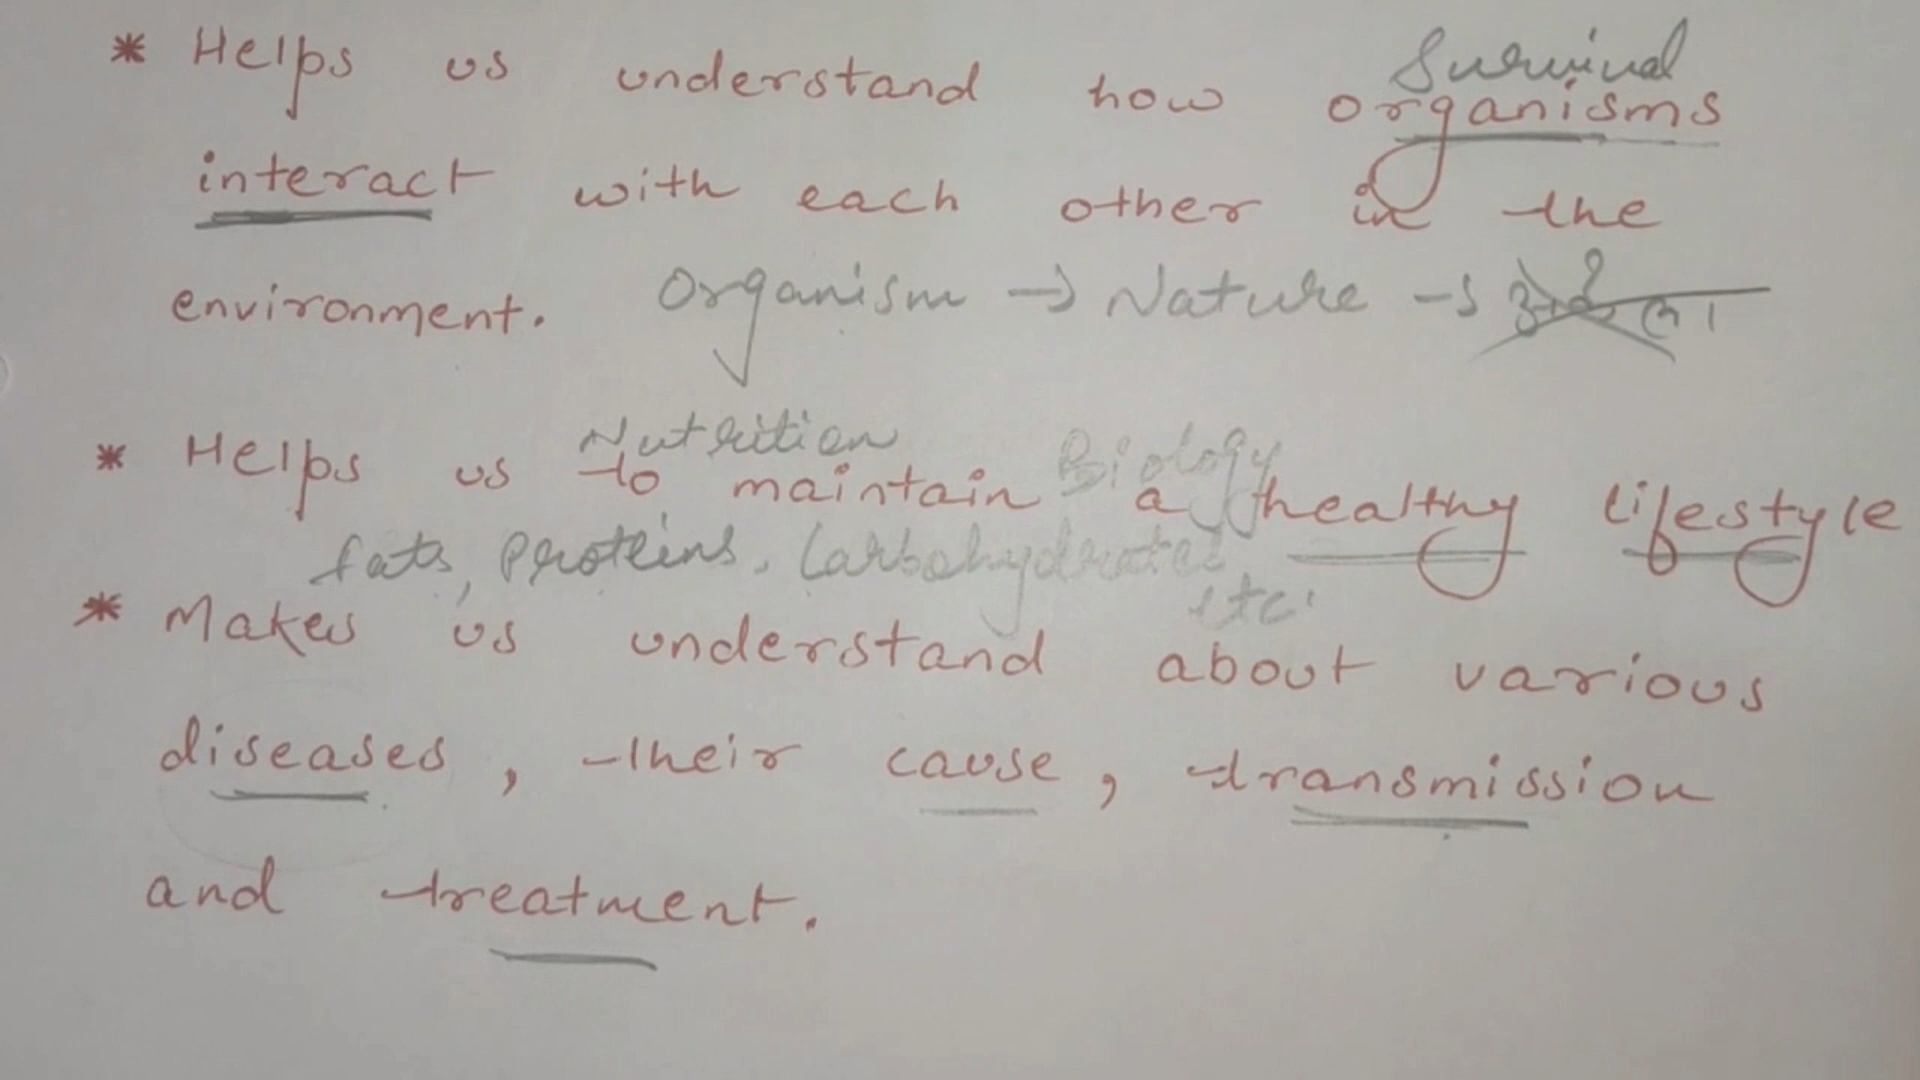 Survival
* Helps us understand how organisms
interact with each other in the
environment. Organism → Nature →
Nutrition Biology
* Helps us to maintain a healthy lifestyle
fats, Proteins, Carbohydrates
etc.
* Makes us understand about various
diseases, their cause, transmission
and treatment.